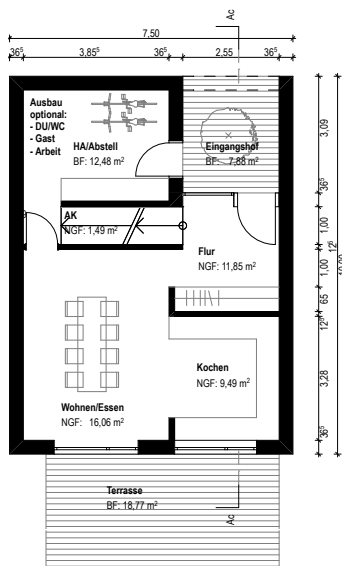 Ac
7,50
36⁵ 3,85⁵ 36⁵ 2,55 36⁵
Ausbau
optional:
- DU/WC
- Gast
- Arbeit
HA/Abstell
BF: 12,48 m²
Eingangshof
BF: 7,88 m²
3,09
36⁵
AK
NGF: 1,49 m²
1,00
12⁵
Flur
NGF: 11,85 m²
1,00
65
12⁵
Kochen
NGF: 9,49 m²
3,28
Wohnen/Essen
NGF: 16,06 m²
36⁵
Terrasse
BF: 18,77 m²
Ac